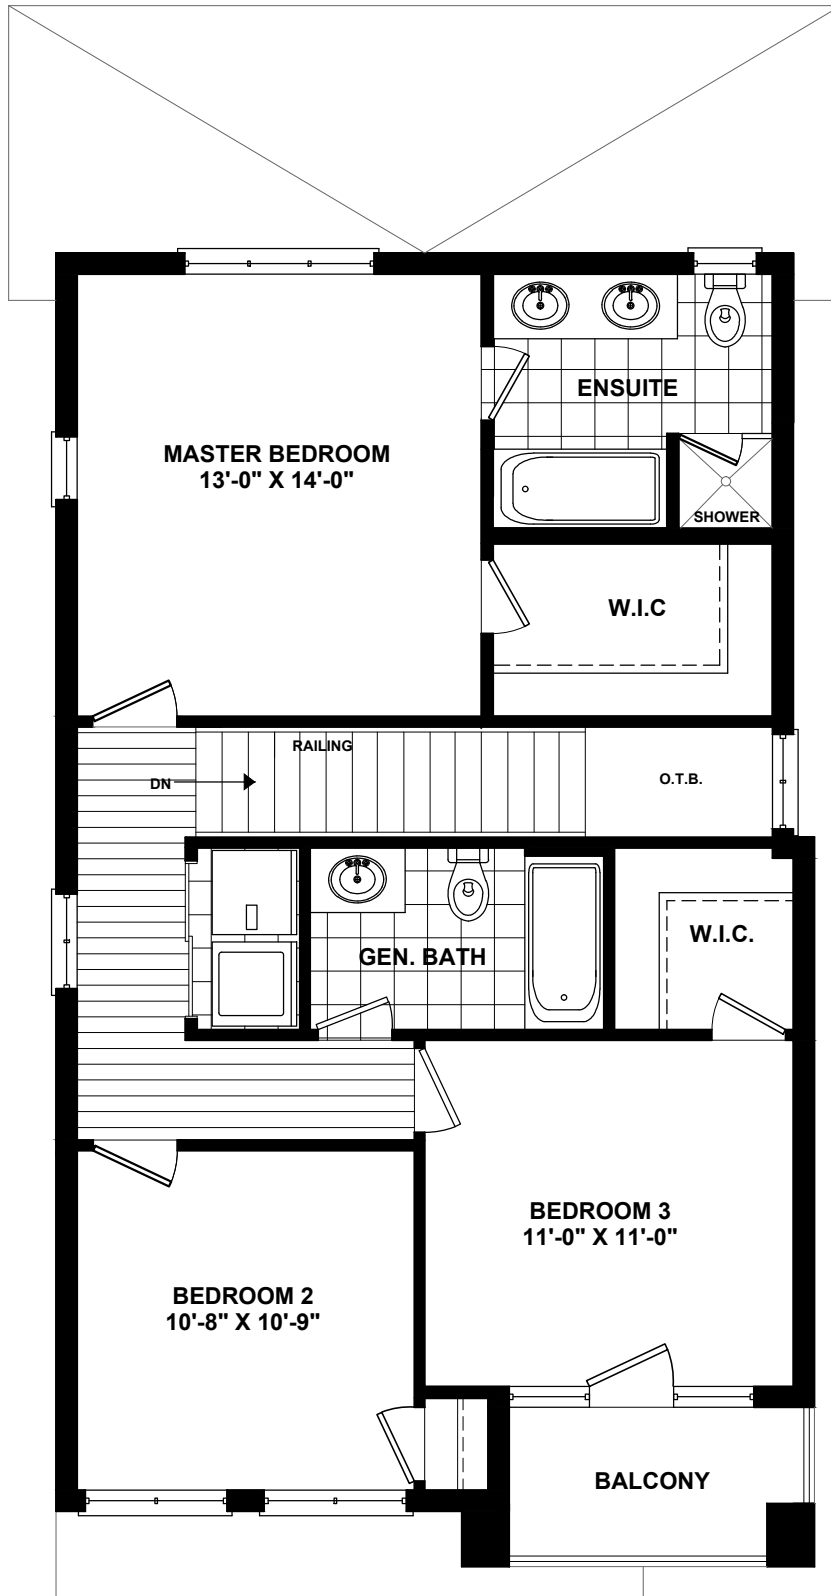 ENSUITE
MASTER BEDROOM
13'-0" X 14'-0"
SHOWER
W.I.C
RAILING
DN
O.T.B.
W.I.C.
GEN. BATH
BEDROOM 3
11'-0" X 11'-0"
BEDROOM 2
10'-8" X 10'-9"
BALCONY